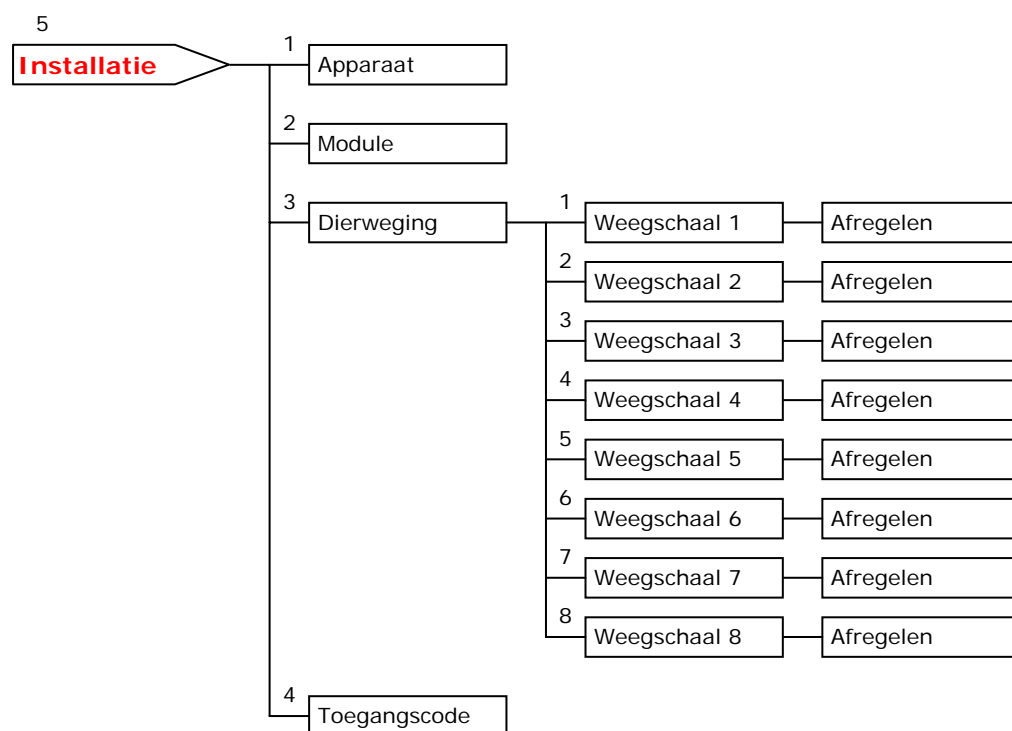 5
Installatie
1
Apparaat
2
Module
3
Dierweging
1
Weegschaal 1
Afregelen
2
Weegschaal 2
Afregelen
3
Weegschaal 3
Afregelen
4
Weegschaal 4
Afregelen
5
Weegschaal 5
Afregelen
6
Weegschaal 6
Afregelen
7
Weegschaal 7
Afregelen
8
Weegschaal 8
Afregelen
4
Toegangscode